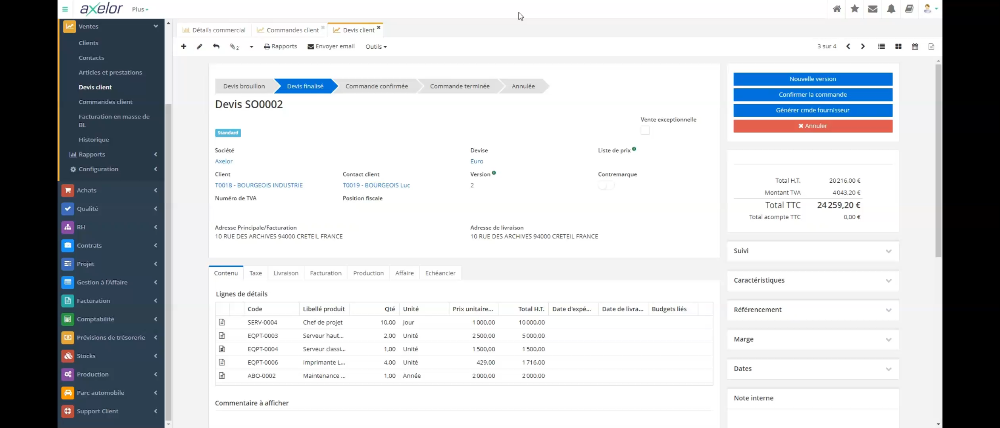 axelor
Plus
Ventes
Clients
Contacts
Articles et prestations
Devis client
Commandes client
Facturation en masse de
BL
Historique
Rapports
Configuration
Achats
Qualité
RH
Contrats
Projet
Gestion à l'Affaire
Facturation
Comptabilité
Prévisions de trésorerie
Stocks
Production
Parc automobile
Support Client
Détails commercial
Commandes client
Devis client
2
Rapports
Envoyer email
Outils
3 sur 4
Devis brouillon
Devis finalisé
Commande confirmée
Commande terminée
Annulée
Devis SO0002
Vente exceptionnelle
Standard
Société
Devise
Liste de prix
Axelor
Euro
Client
Contact client
Version
Contremarque
T0018 - BOURGEOIS INDUSTRIE
T0019 - BOURGEOIS Luc
2
Numéro de TVA
Position fiscale
Adresse Principale/Facturation
Adresse de livraison
10 RUE DES ARCHIVES 94000 CRETEIL FRANCE
10 RUE DES ARCHIVES 94000 CRETEIL FRANCE
Contenu
Taxe
Livraison
Facturation
Production
Affaire
Echéancier
Lignes de détails
Code Libellé produit Qté Unité Prix unitaire... Total H.T. Date d'expé... Date de livra... Budgets liés
SERV-0004 Chef de projet 10,00 Jour 1 000,00 10 000,00
EQPT-0003 Serveur haut... 2,00 Unité 2 500,00 5 000,00
EQPT-0004 Serveur classi... 1,00 Unité 1 500,00 1 500,00
EQPT-0006 Imprimante L... 4,00 Unité 429,00 1 716,00
ABO-0002 Maintenance ... 1,00 Année 2 000,00 2 000,00
Commentaire à afficher
Nouvelle version
Confirmer la commande
Générer cmde fournisseur
Annuler
Total H.T. 20 216,00 €
Montant TVA 4 043,20 €
Total TTC 24 259,20 €
Total acompte TTC 0,00 €
Suivi
Caractéristiques
Référencement
Marge
Dates
Note interne